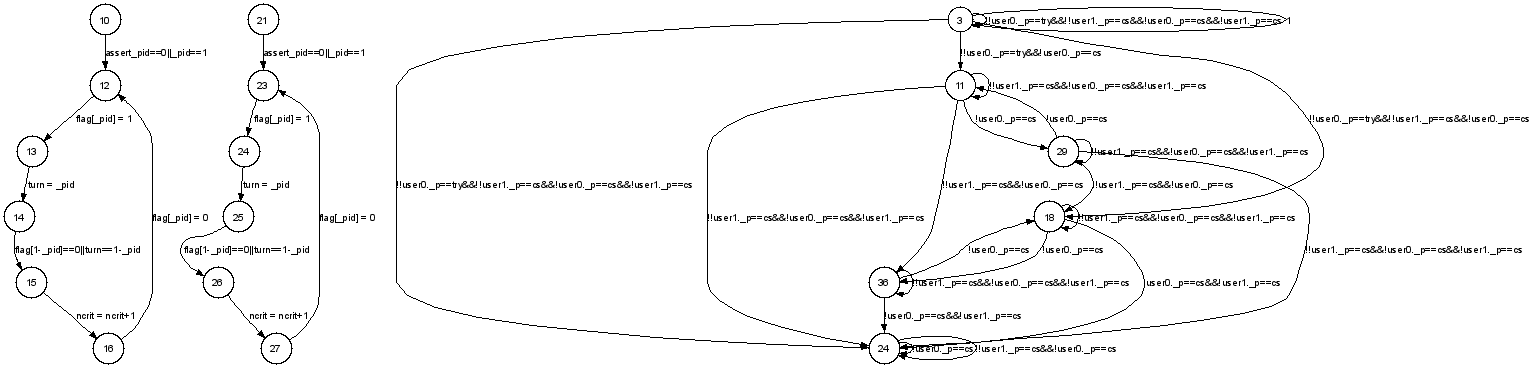 10
21
3
!!user0._p==try&&!!user1._p==cs&&!user0._p==cs&&!user1._p==cs
1
assert_pid==0||_pid==1
assert_pid==0||_pid==1
!!user0._p==try&&!user0._p==cs
12
23
11
!!user1._p==cs&&!user0._p==cs&&!user1._p==cs
flag[_pid] = 1
flag[_pid] = 1
!user0._p==cs
!user0._p==cs
!!user0._p==try&&!!user1._p==cs&&!user0._p==cs
13
24
29
!!user1._p==cs&&!user0._p==cs&&!user1._p==cs
turn = _pid
turn = _pid
!!user0._p==try&&!!user1._p==cs&&!user0._p==cs&&!user1._p==cs
!!user1._p==cs&&!user0._p==cs
!user1._p==cs&&!user0._p==cs
14
flag[_pid] = 0
25
flag[_pid] = 0
!!user1._p==cs&&!user0._p==cs&&!user1._p==cs
18
!!user1._p==cs&&!user0._p==cs&&!user1._p==cs
flag[1-_pid]==0||turn==1-_pid
flag[1-_pid]==0||turn==1-_pid
!user0._p==cs
!user0._p==cs
!!user1._p==cs&&!user0._p==cs&&!user1._p==cs
15
26
36
!!user1._p==cs&&!user0._p==cs&&!user1._p==cs
user0._p==cs&&!user1._p==cs
ncrit = ncrit+1
ncrit = ncrit+1
!user0._p==cs&&!user1._p==cs
16
27
24
!user0._p==cs
!!user1._p==cs&&!user0._p==cs